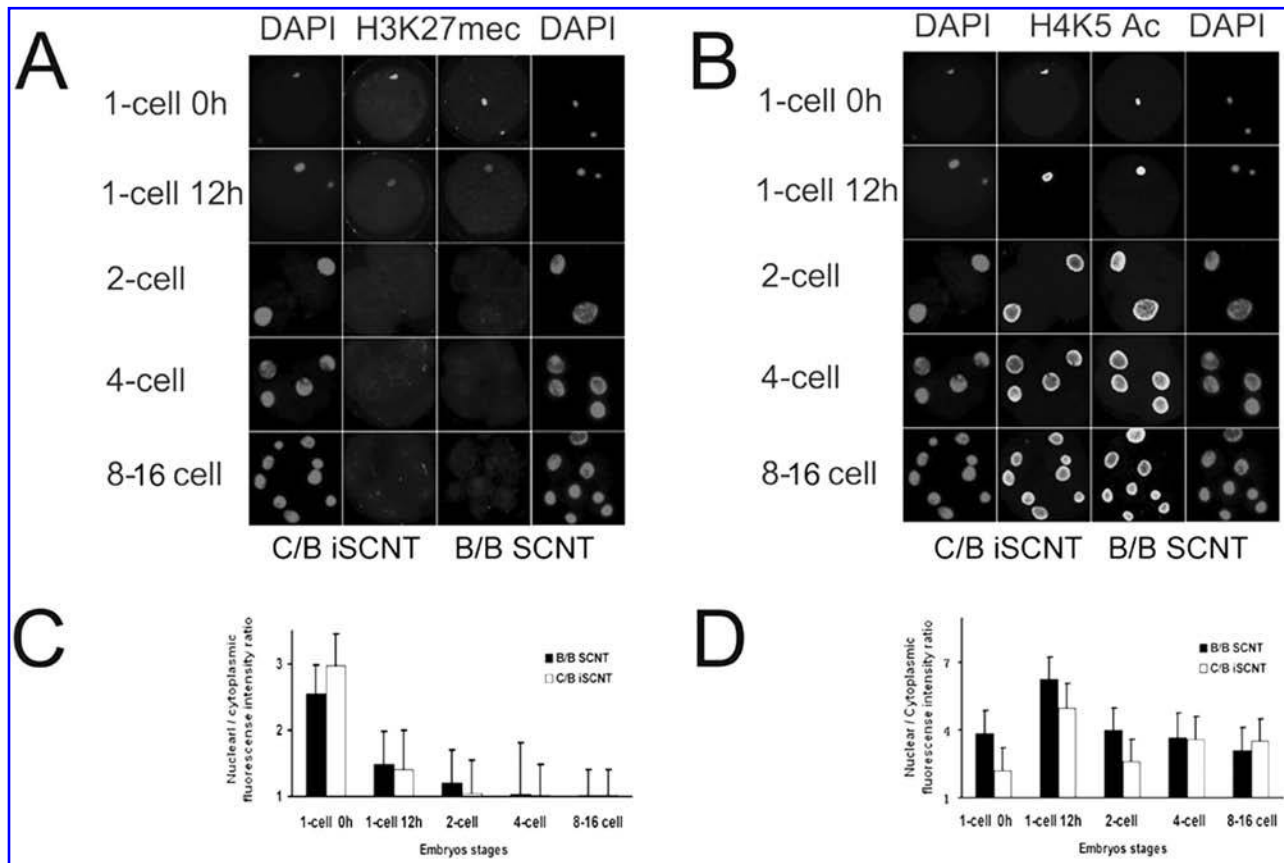 A
DAPI H3K27mec DAPI
1-cell 0h
1-cell 12h
2-cell
4-cell
8-16 cell
C/B iSCNT B/B SCNT
B
DAPI H4K5 Ac DAPI
1-cell 0h
1-cell 12h
2-cell
4-cell
8-16 cell
C/B iSCNT B/B SCNT
C
Nuclearl / cytoplasmic
fluorescense intensity ratio
3
2
1
B/B SCNT
C/B iSCNT
1-cell 0h 1-cell 12h 2-cell 4-cell 8-16 cell
Embryos stages
D
Nuclear / Cytoplasmic
fluorescense intensity ratio
7
4
1
B/B SCNT
C/B iSCNT
1-cell 0h 1-cell 12h 2-cell 4-cell 8-16 cell
Embryos stages